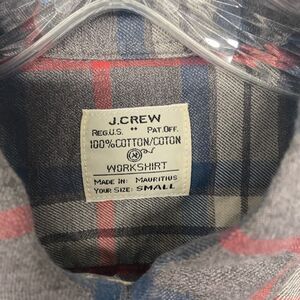 J.CREW
REG.U.S. ** PAT.OFF.
100%COTTON/COTON
WORKSHIRT
MADE IN: MAURITIUS
YOUR SIZE: SMALL